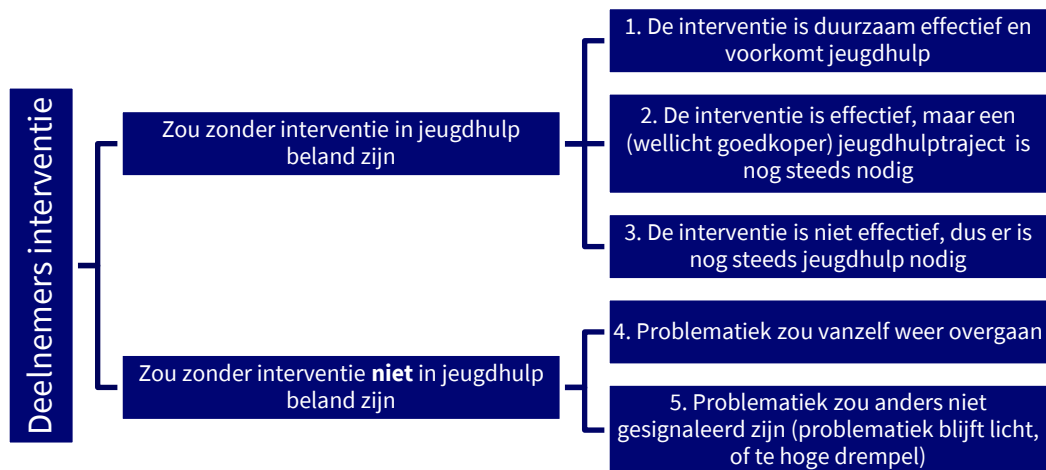 Deelnemers interventie
Zou zonder interventie in jeugdhulp
beland zijn
1. De interventie is duurzaam effectief en
voorkomt jeugdhulp
2. De interventie is effectief, maar een
(wellicht goedkoper) jeugdhulptraject is
nog steeds nodig
3. De interventie is niet effectief, dus er is
nog steeds jeugdhulp nodig
Zou zonder interventie niet in jeugdhulp
beland zijn
4. Problematiek zou vanzelf weer overgaan
5. Problematiek zou anders niet
gesignaleerd zijn (problematiek blijft licht,
of te hoge drempel)